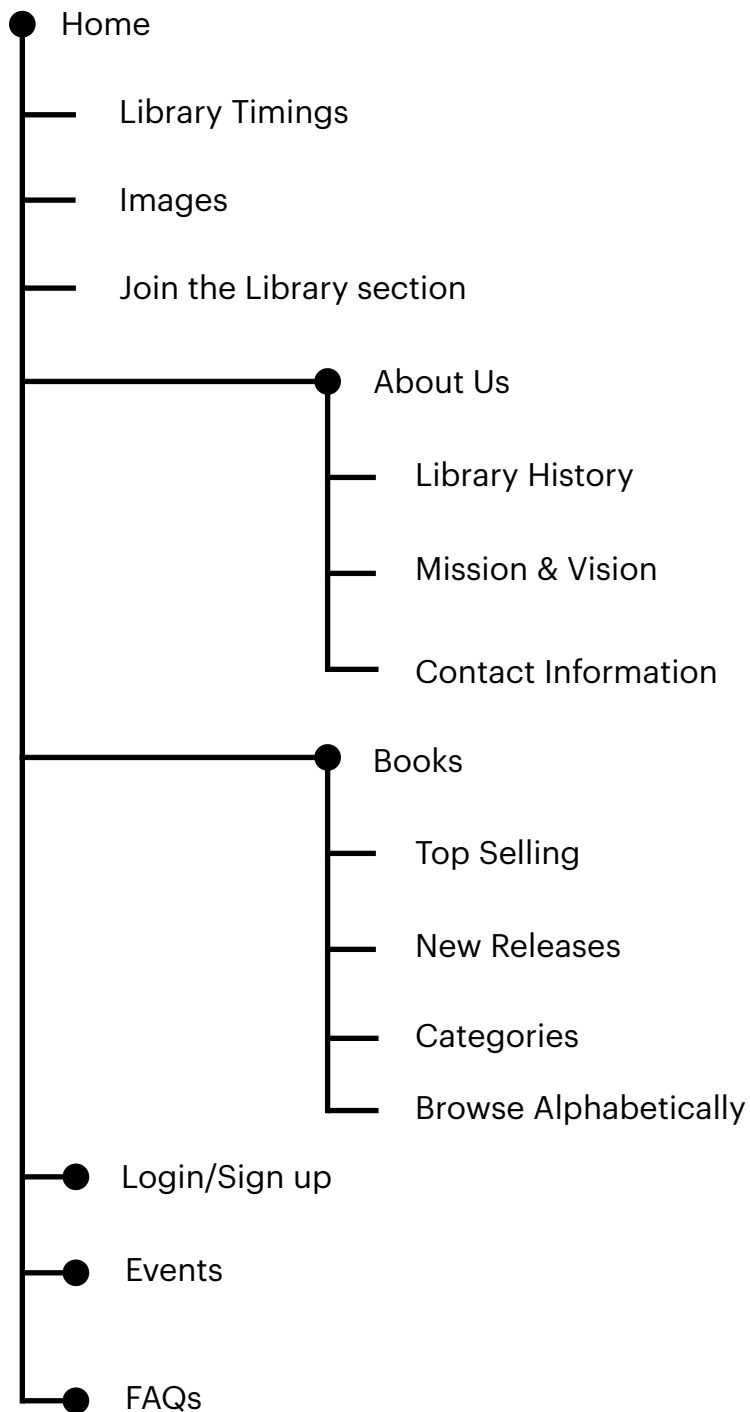 Home
Library Timings
Images
Join the Library section
About Us
Library History
Mission & Vision
Contact Information
Books
Top Selling
New Releases
Categories
Browse Alphabetically
Login/Sign up
Events
FAQs